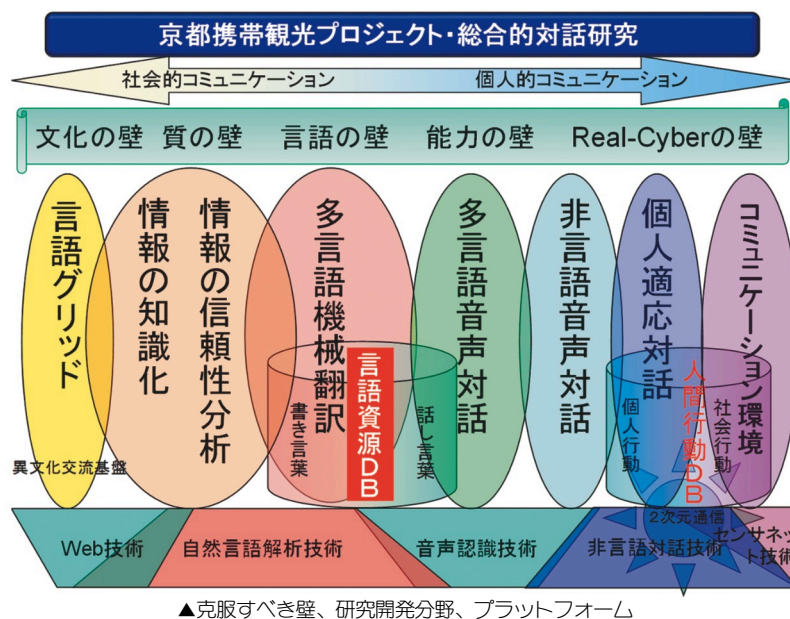 京都携帯観光プロジェクト・総合的対話研究
社会的コミュニケーション
個人的コミュニケーション
文化の壁
質の壁
言語の壁
能力の壁
Real-Cyberの壁
言語グリッド
情報の知識化
情報の信頼性分析
多言語機械翻訳
多言語音声対話
非言語音声対話
個人適応対話
コミュニケーション環境
異文化交流基盤
書き言葉
言語資源DB
話し言葉
個人行動
人間行動DB
社会行動
2次元通信
Web技術
自然言語解析技術
音声認識技術
非言語対話技術
センサネッ
ト技術
▲克服すべき壁、研究開発分野、プラットフォーム